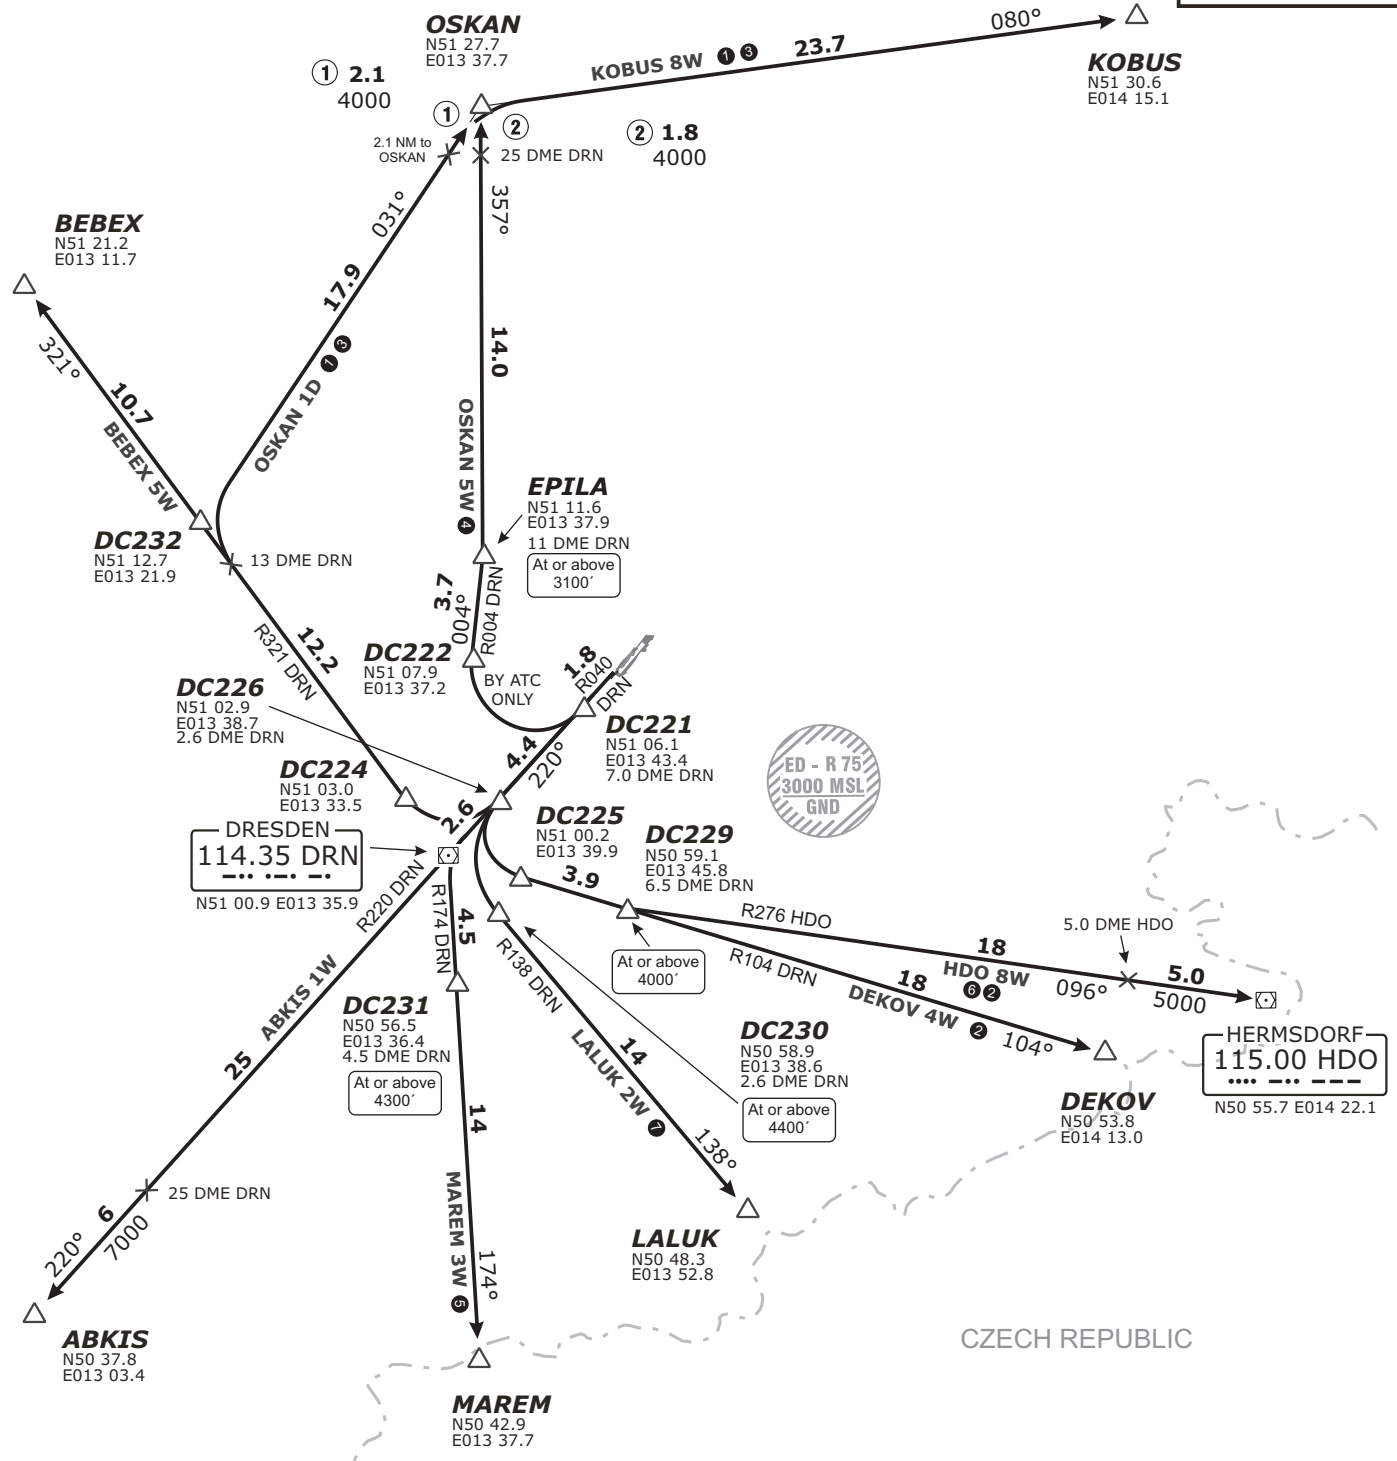 OSKAN
N51 27.7
E013 37.7
① 2.1
4000
①
②
② 1.8
4000
2.1 NM to
OSKAN
25 DME DRN
KOBUS 8W ❶ ❸
23.7
080°
KOBUS
N51 30.6
E014 15.1
BEBEX
N51 21.2
E013 11.7
321°
10.7
BEBEX 5W
031°
17.9
OSKAN 1D ❶ ❸
357°
14.0
OSKAN 5W ❹
EPILA
N51 11.6
E013 37.9
11 DME DRN
At or above
3100´
DC232
N51 12.7
E013 21.9
13 DME DRN
12.2
R321 DRN
3.7
004°
R004 DRN
DC222
N51 07.9
E013 37.2
BY ATC
ONLY
1.8
R040
DRN
DC226
N51 02.9
E013 38.7
2.6 DME DRN
DC221
N51 06.1
E013 43.4
7.0 DME DRN
4.4
220°
ED - R 75
3000 MSL
GND
DC224
N51 03.0
E013 33.5
2.6
DRESDEN
114.35 DRN
N51 00.9 E013 35.9
DC225
N51 00.2
E013 39.9
3.9
DC229
N50 59.1
E013 45.8
6.5 DME DRN
At or above
4000´
R276 HDO
18
HDO 8W
❻ ❷
096°
5.0 DME HDO
5.0
5000
R104 DRN
18
DEKOV 4W ❷
104°
HERMSDORF
115.00 HDO
N50 55.7 E014 22.1
DEKOV
N50 53.8
E014 13.0
R220 DRN
ABKIS 1W
25
R174 DRN
4.5
DC231
N50 56.5
E013 36.4
4.5 DME DRN
At or above
4300´
R138 DRN
14
LALUK 2W ❼
138°
DC230
N50 58.9
E013 38.6
2.6 DME DRN
At or above
4400´
14
MAREM 3W ❺
174°
25 DME DRN
6
7000
220°
ABKIS
N50 37.8
E013 03.4
LALUK
N50 48.3
E013 52.8
MAREM
N50 42.9
E013 37.7
CZECH REPUBLIC